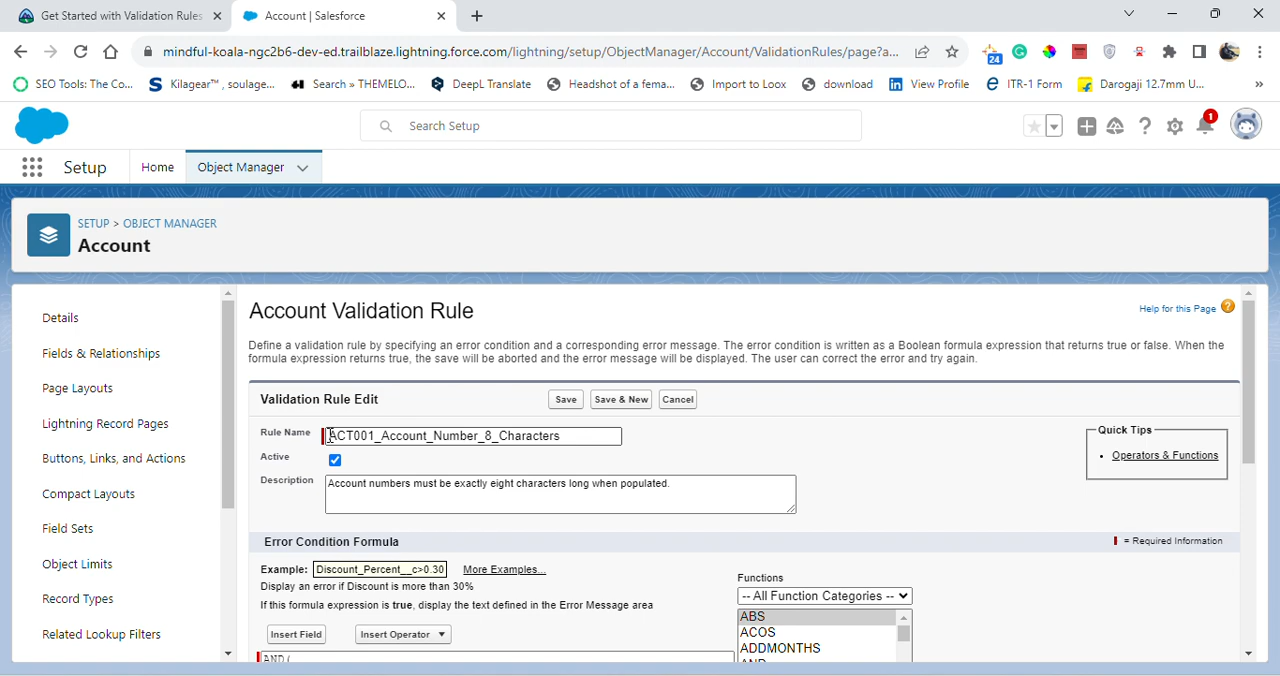 Get Started with Validation Rules
Account | Salesforce
mindful-koala-ngc2b6-dev-ed.trailblaze.lightning.force.com/lightning/setup/ObjectManager/Account/ValidationRules/page?a...
24
SEO Tools: The Co...
Kilagear™, soulage...
Search » THEMELO...
DeepL Translate
Headshot of a fema...
Import to Loox
download
View Profile
ITR-1 Form
Darogaji 12.7mm U...
»
Search Setup
1
Setup
Home
Object Manager
SETUP > OBJECT MANAGER
Account
Details
Fields & Relationships
Page Layouts
Lightning Record Pages
Buttons, Links, and Actions
Compact Layouts
Field Sets
Object Limits
Record Types
Related Lookup Filters
Account Validation Rule
Help for this Page
Define a validation rule by specifying an error condition and a corresponding error message. The error condition is written as a Boolean formula expression that returns true or false. When the
formula expression returns true, the save will be aborted and the error message will be displayed. The user can correct the error and try again.
Validation Rule Edit
Save
Save & New
Cancel
Rule Name
ACT001_Account_Number_8_Characters
Active
Description
Account numbers must be exactly eight characters long when populated.
Quick Tips
• Operators & Functions
Error Condition Formula
= Required Information
Example: Discount_Percent__c>0.30 More Examples...
Display an error if Discount is more than 30%
If this formula expression is true, display the text defined in the Error Message area
Insert Field
Insert Operator
AND(
Functions
-- All Function Categories --
ABS
ACOS
ADDMONTHS
AND